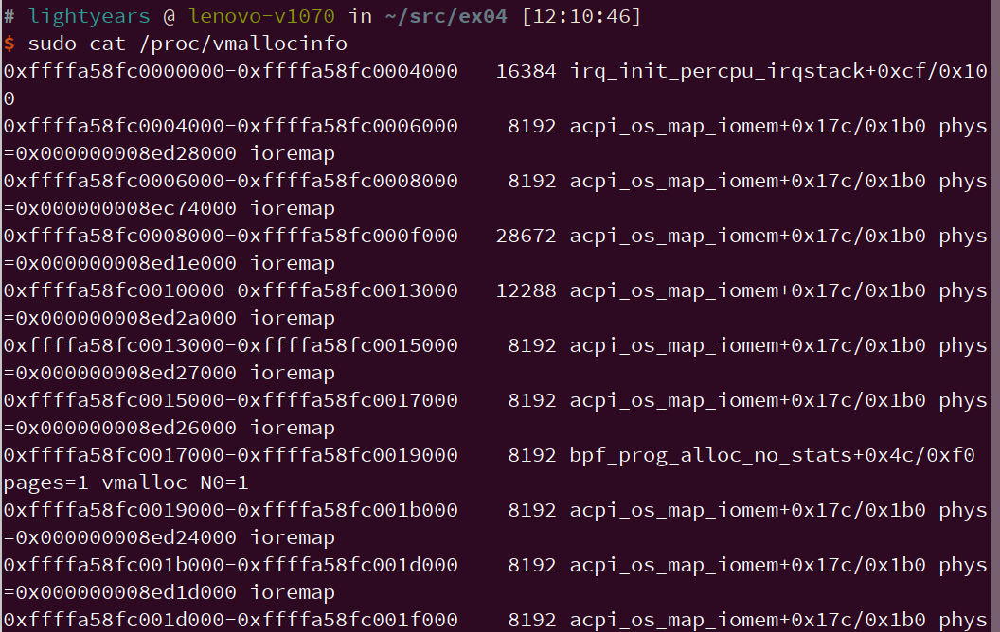 # lightyears @ lenovo-v1070 in ~/src/ex04 [12:10:46]
$ sudo cat /proc/vmallocinfo
0xffffa58fc0000000-0xffffa58fc0004000   16384 irq_init_percpu_irqstack+0xcf/0x10
0
0xffffa58fc0004000-0xffffa58fc0006000    8192 acpi_os_map_iomem+0x17c/0x1b0 phys
=0x000000008ed28000 ioremap
0xffffa58fc0006000-0xffffa58fc0008000    8192 acpi_os_map_iomem+0x17c/0x1b0 phys
=0x000000008ec74000 ioremap
0xffffa58fc0008000-0xffffa58fc000f000   28672 acpi_os_map_iomem+0x17c/0x1b0 phys
=0x000000008ed1e000 ioremap
0xffffa58fc0010000-0xffffa58fc0013000   12288 acpi_os_map_iomem+0x17c/0x1b0 phys
=0x000000008ed2a000 ioremap
0xffffa58fc0013000-0xffffa58fc0015000    8192 acpi_os_map_iomem+0x17c/0x1b0 phys
=0x000000008ed27000 ioremap
0xffffa58fc0015000-0xffffa58fc0017000    8192 acpi_os_map_iomem+0x17c/0x1b0 phys
=0x000000008ed26000 ioremap
0xffffa58fc0017000-0xffffa58fc0019000    8192 bpf_prog_alloc_no_stats+0x4c/0xf0
pages=1 vmalloc N0=1
0xffffa58fc0019000-0xffffa58fc001b000    8192 acpi_os_map_iomem+0x17c/0x1b0 phys
=0x000000008ed24000 ioremap
0xffffa58fc001b000-0xffffa58fc001d000    8192 acpi_os_map_iomem+0x17c/0x1b0 phys
=0x000000008ed1d000 ioremap
0xffffa58fc001d000-0xffffa58fc001f000    8192 acpi_os_map_iomem+0x17c/0x1b0 phys